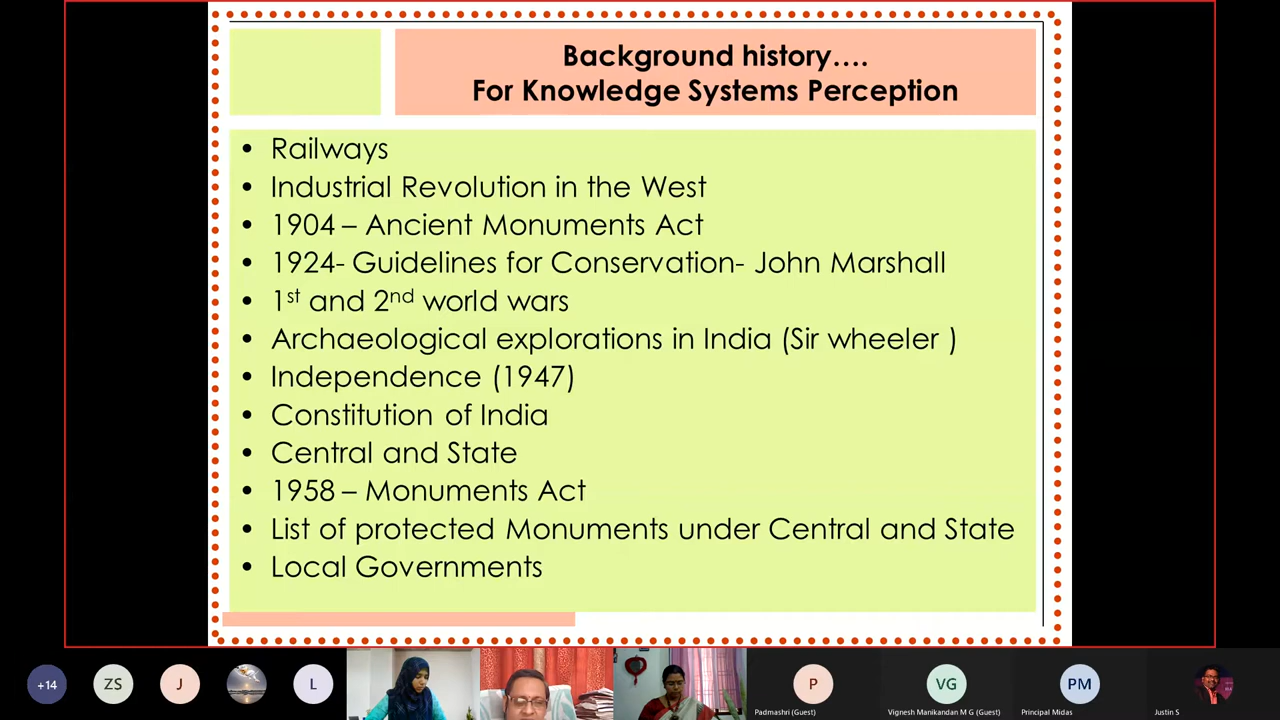 Background history....
For Knowledge Systems Perception
• Railways
• Industrial Revolution in the West
• 1904 – Ancient Monuments Act
• 1924- Guidelines for Conservation- John Marshall
• 1st and 2nd world wars
• Archaeological explorations in India (Sir wheeler )
• Independence (1947)
• Constitution of India
• Central and State
• 1958 – Monuments Act
• List of protected Monuments under Central and State
• Local Governments
+14
ZS
J
L
P
VG
PM
Padmashri (Guest)
Vignesh Manikandan M G (Guest)
Principal Midas
Justin S